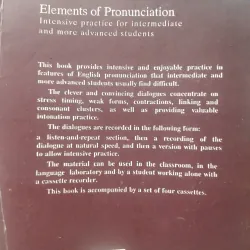 Elements of Pronunciation
Intensive practice for intermediate
and more advanced students
This book provides intensive and enjoyable practice in
features of English pronunciation that intermediate and
more advanced students usually find difficult.
The clever and convincing dialogues concentrate on
stress timing, weak forms, contractions, linking and
consonant clusters, as well as providing valuable
intonation practice.
The dialogues are recorded in the following form:
a listen-and-repeat section, then a recording of the
dialogue at natural speed, and then a version with pauses
to allow intensive practice.
The material can be used in the classroom, in the
language laboratory and by a student working alone with
a cassette recorder.
This book is accompanied by a set of four cassettes.